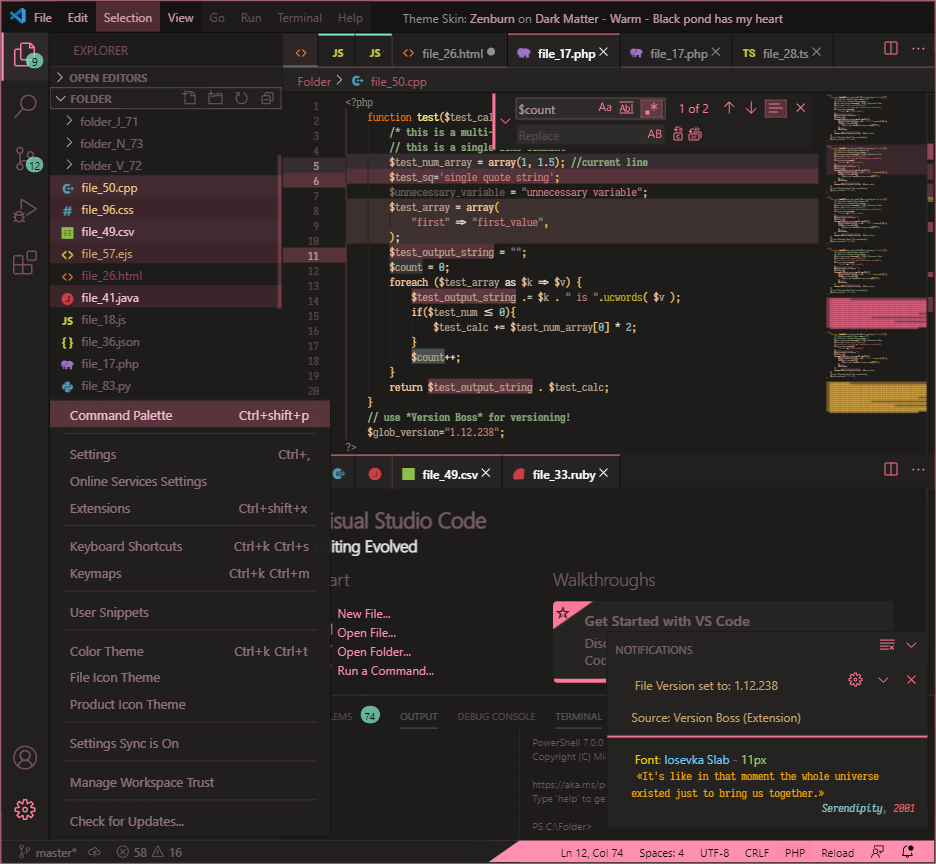 File Edit Selection View Go Run Terminal Help Theme Skin: Zenburn on Dark Matter - Warm - Black pond has my heart
9
EXPLORER
OPEN EDITORS
FOLDER
folder_J_71
folder_N_73
folder_V_72
file_50.cpp
file_96.css
file_49.csv
file_57.ejs
file_26.html
file_41.java
JS file_18.js
file_36.json
file_17.php
file_83.py
12
Command Palette Ctrl+shift+p
Settings Ctrl+,
Online Services Settings
Extensions Ctrl+shift+x
Keyboard Shortcuts Ctrl+k Ctrl+s
Keymaps Ctrl+k Ctrl+m
User Snippets
Color Theme Ctrl+k Ctrl+t
File Icon Theme
Product Icon Theme
Settings Sync is On
Manage Workspace Trust
Check for Updates...
JS JS file_26.html file_17.php file_17.php TS file_28.ts
Folder > file_50.cpp
$count Aa Abl .* 1 of 2
Replace AB
1 <?php
2 function test($test_cal
3 /* this is a multi-
4 // this is a single
5 $test_num_array = array(1, 1.5); //current line
6 $test_sq='single quote string';
7 $unnecessary_variable = "unnecessary variable";
8 $test_array = array(
9 "first" => "first_value",
10 );
11 $test_output_string = "";
12 $count = 0;
13 foreach ($test_array as $k => $v) {
14 $test_output_string .= $k . " is ".ucwords( $v );
15 if($test_num ≤ 0){
16 $test_calc += $test_num_array[0] * 2;
17 }
18 $count++;
19 }
20 return $test_output_string . $test_calc;
}
// use *Version Boss* for versioning!
$glob_version="1.12.238";
?>
J file_49.csv file_33.ruby
isual Studio Code
iting Evolved
art
New File...
Open File...
Open Folder...
Run a Command...
Walkthroughs
Get Started with VS Code
Disc
Coc
LEMS 74 OUTPUT DEBUG CONSOLE TERMINAL
PowerShell 7.0.0
Copyright (C) Mi
https://aka.ms/p
Type 'help' to ge
PS C:\Folder>
NOTIFICATIONS
File Version set to: 1.12.238
Source: Version Boss (Extension)
Font: Iosevka Slab - 11px
«It's like in that moment the whole universe
existed just to bring us together.»
Serendipity, 2001
master* 58 16 Ln 12, Col 74 Spaces: 4 UTF-8 CRLF PHP Reload